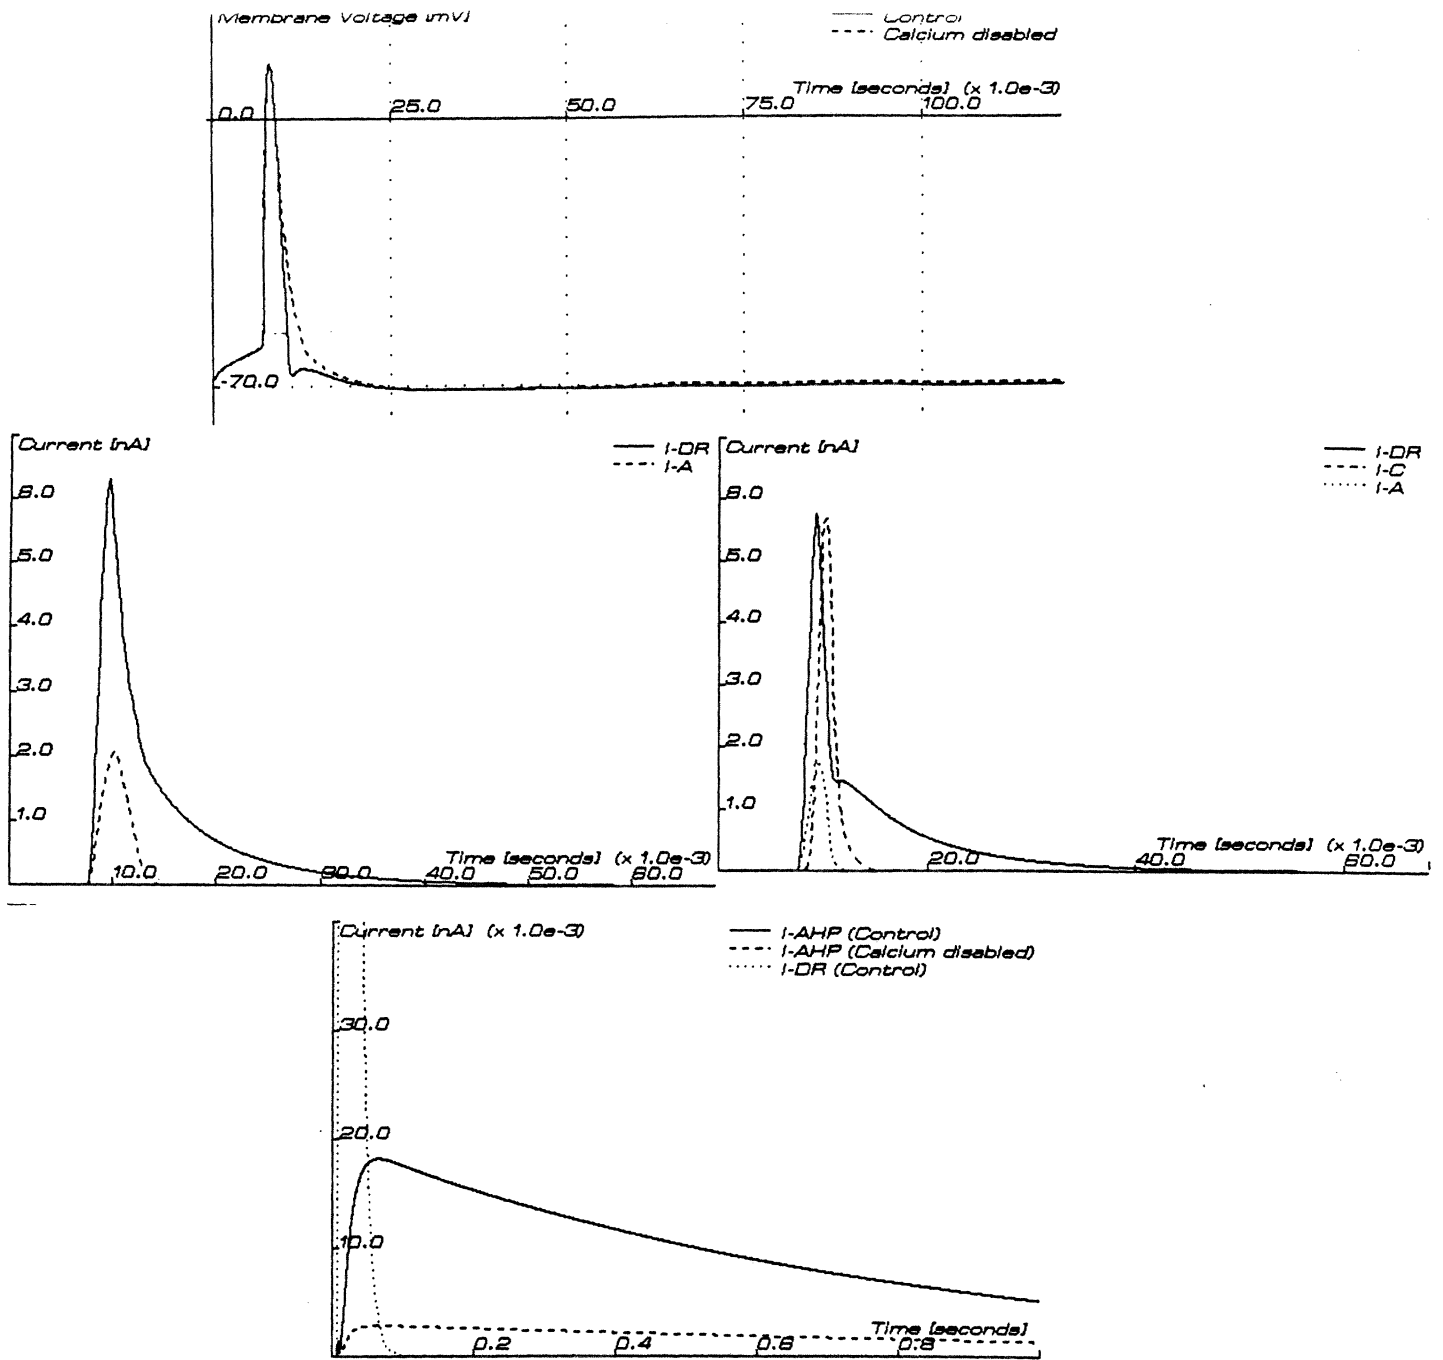 Membrane Voltage [mV]
Control
Calcium disabled
Time [seconds] (x 1.0e-3)
0.0
25.0
50.0
75.0
100.0
-70.0
Current [nA]
I-DR
I-A
6.0
5.0
4.0
3.0
2.0
1.0
Time [seconds] (x 1.0e-3)
10.0
20.0
30.0
40.0
50.0
60.0
Current [nA]
I-DR
I-C
I-A
6.0
5.0
4.0
3.0
2.0
1.0
Time [seconds] (x 1.0e-3)
20.0
40.0
60.0
Current [nA] (x 1.0e-3)
I-AHP (Control)
I-AHP (Calcium disabled)
I-DR (Control)
30.0
20.0
10.0
Time [seconds]
0.2
0.4
0.6
0.8